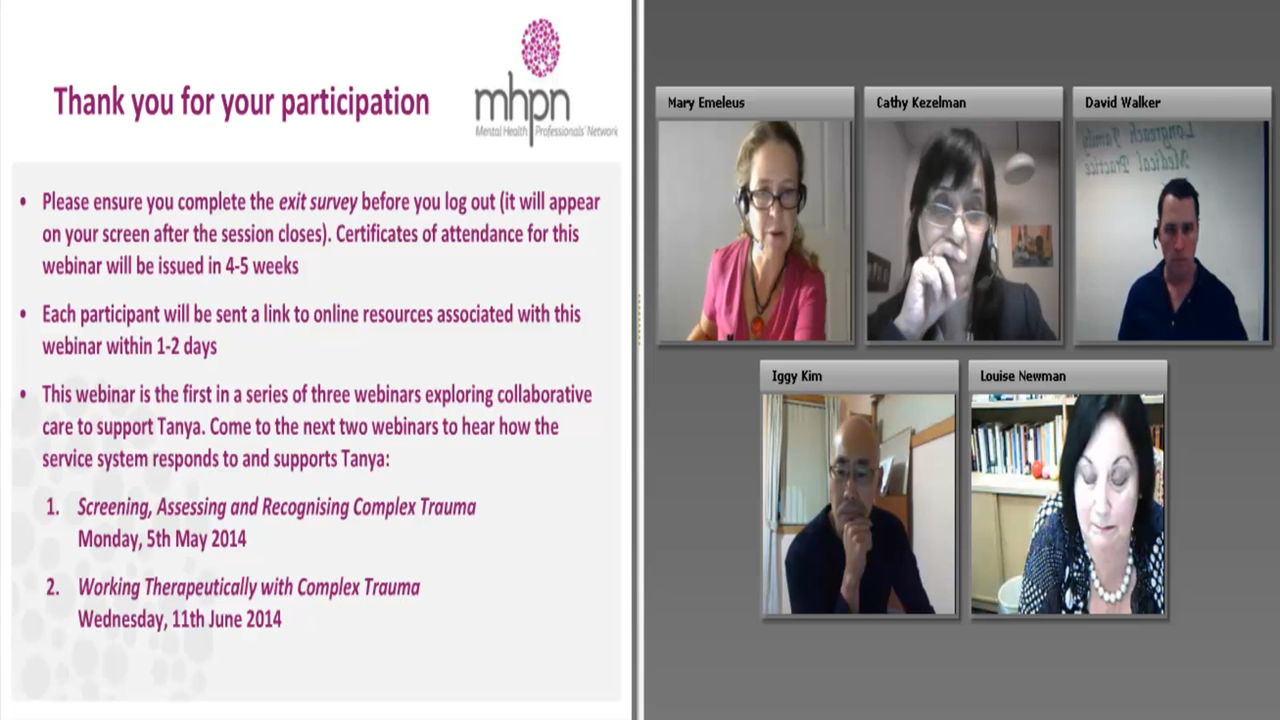 Thank you for your participation
mhpn
Mental Health Professionals' Network
• Please ensure you complete the exit survey before you log out (it will appear
on your screen after the session closes). Certificates of attendance for this
webinar will be issued in 4-5 weeks
• Each participant will be sent a link to online resources associated with this
webinar within 1-2 days
• This webinar is the first in a series of three webinars exploring collaborative
care to support Tanya. Come to the next two webinars to hear how the
service system responds to and supports Tanya:
1. Screening, Assessing and Recognising Complex Trauma
Monday, 5th May 2014
2. Working Therapeutically with Complex Trauma
Wednesday, 11th June 2014
Mary Emeleus
Cathy Kezelman
David Walker
Longreach Family
Medical Practice
Iggy Kim
Louise Newman